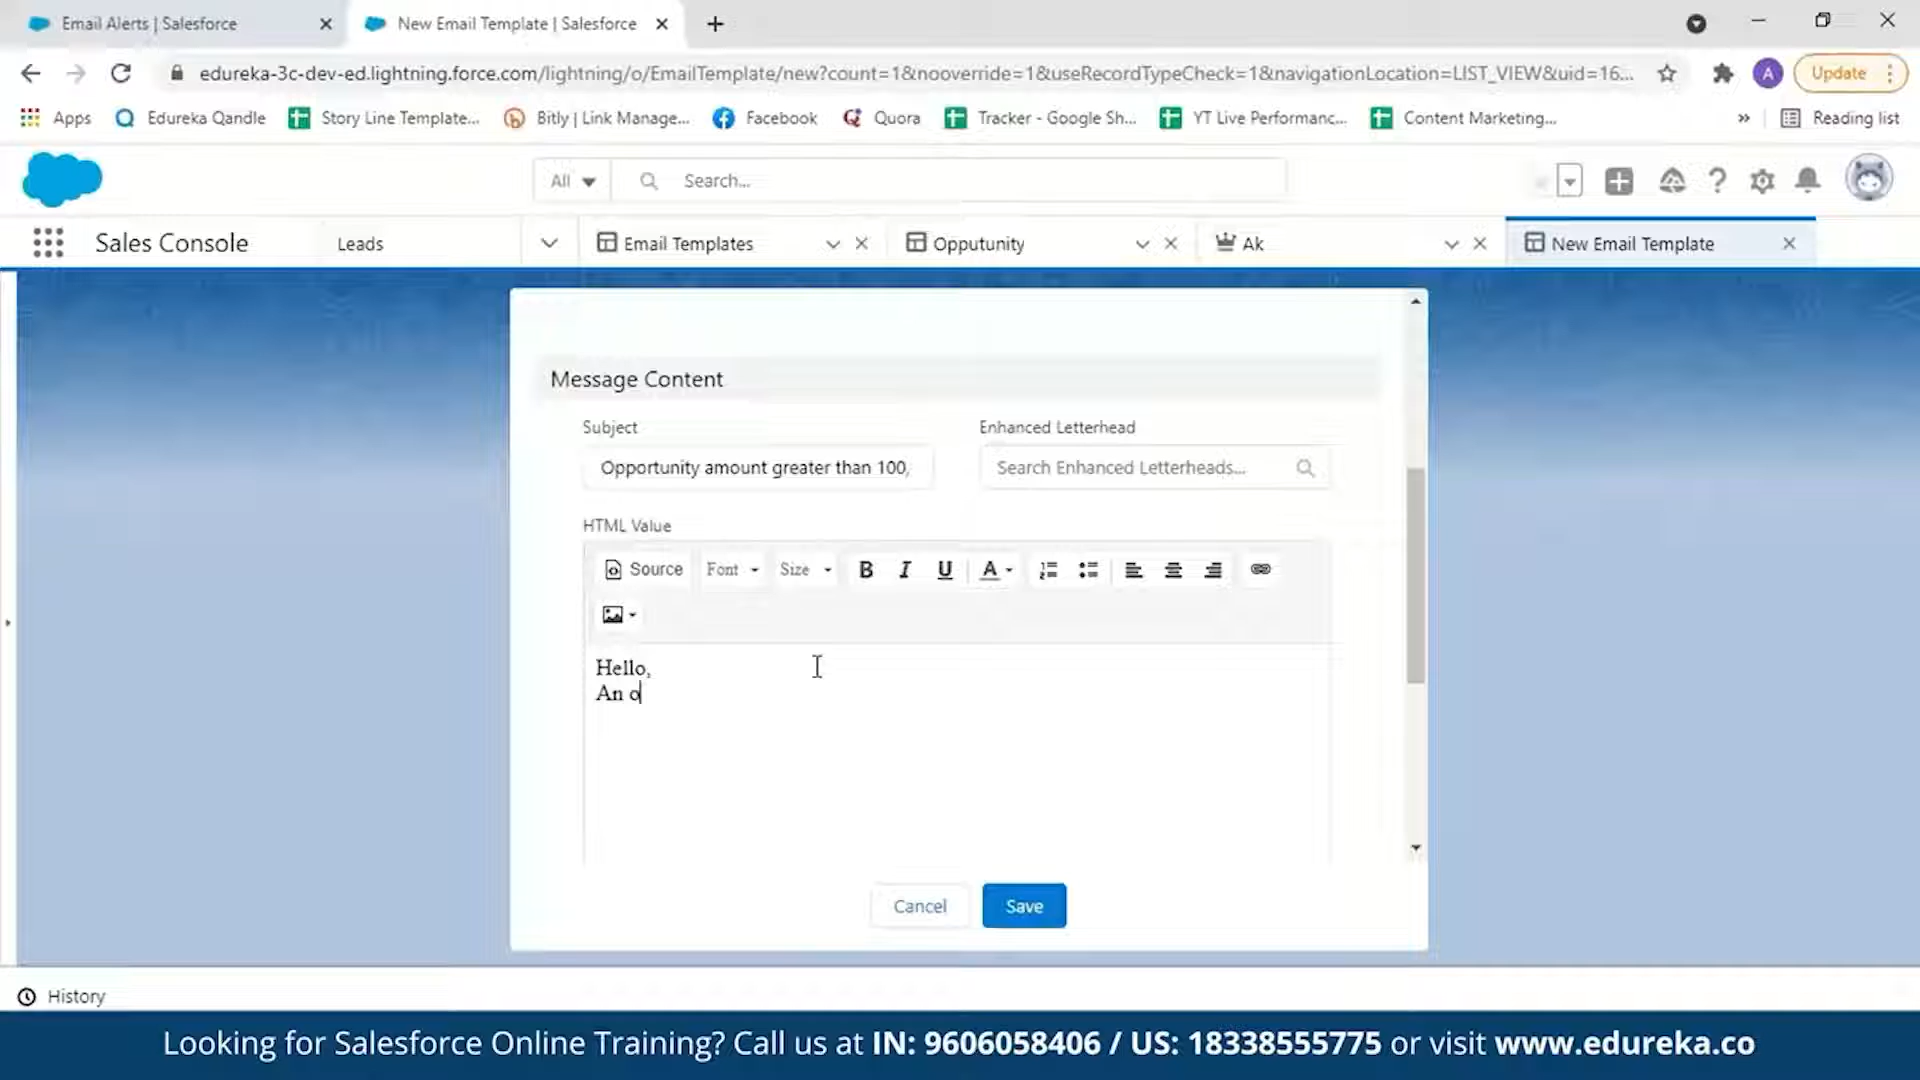 Email Alerts | Salesforce
New Email Template | Salesforce
edureka-3c-dev-ed.lightning.force.com/lightning/o/EmailTemplate/new?count=1&nooverride=1&useRecordTypeCheck=1&navigationLocation=LIST_VIEW&uid=16...
A
Update
Apps
Edureka Qandle
Story Line Template...
Bitly | Link Manage...
Facebook
Quora
Tracker - Google Sh...
YT Live Performanc...
Content Marketing...
Reading list
All
Search...
Sales Console
Leads
Email Templates
Opputunity
Ak
New Email Template
Message Content
Subject
Enhanced Letterhead
Opportunity amount greater than 100,
Search Enhanced Letterheads...
HTML Value
Source
Font
Size
B
I
U
A
Hello,
An o
Cancel
Save
History
Looking for Salesforce Online Training? Call us at IN: 9606058406 / US: 18338555775 or visit www.edureka.co